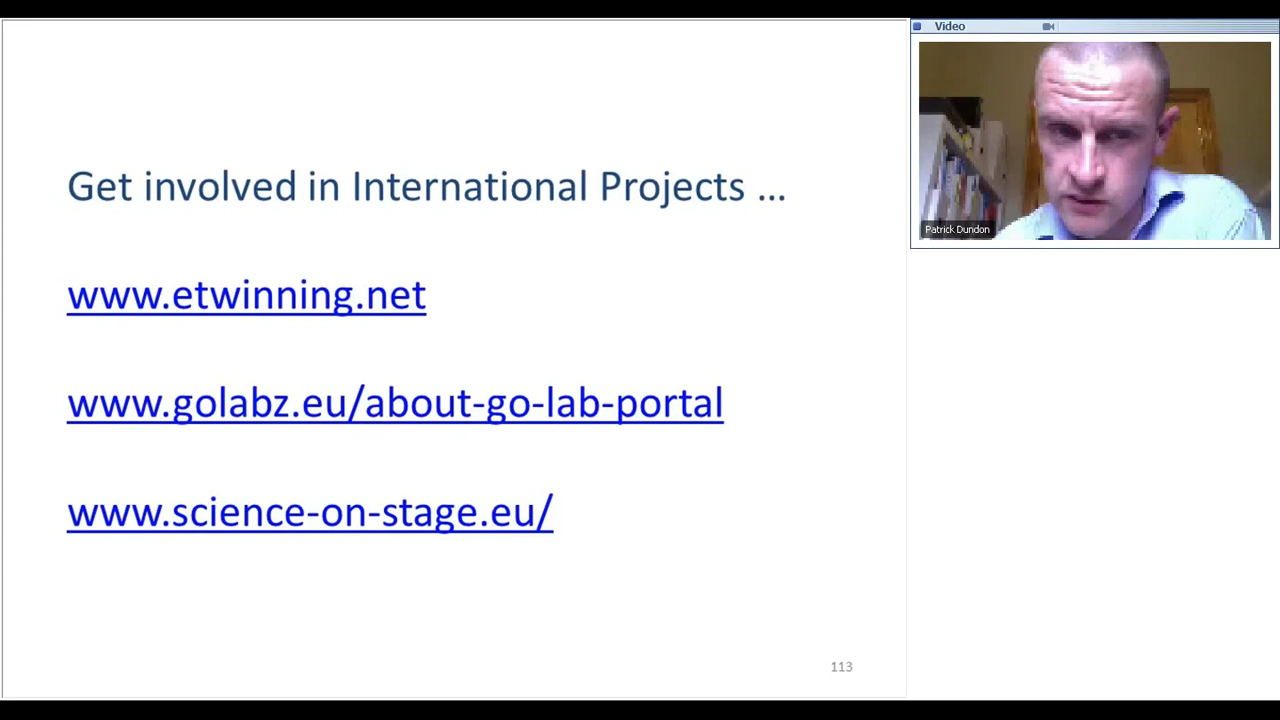 Get involved in International Projects ...
www.etwinning.net
www.golabz.eu/about-go-lab-portal
www.science-on-stage.eu/
113
Video
Patrick Dundon